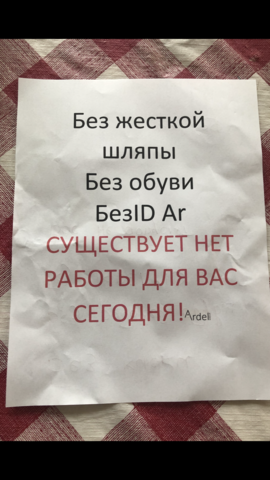 Без жесткой
шляпы
Без обуви
БезID Ar
СУЩЕСТВУЕТ НЕТ
РАБОТЫ ДЛЯ ВАС
СЕГОДНЯ!Ardeli